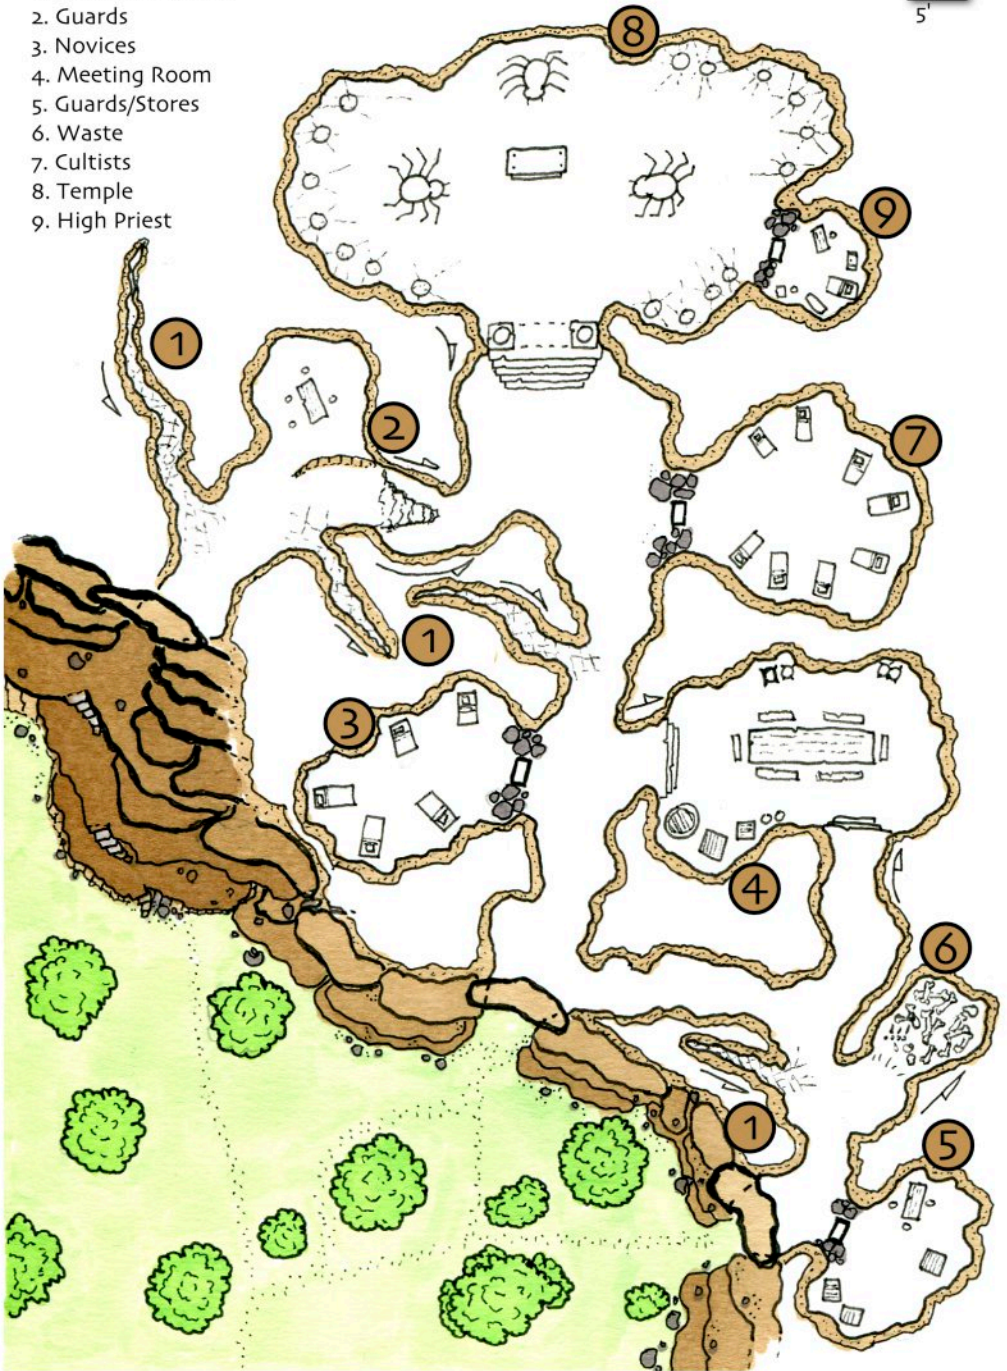 2. Guards
3. Novices
4. Meeting Room
5. Guards/Stores
6. Waste
7. Cultists
8. Temple
9. High Priest
5'
8
9
1
2
7
1
3
4
6
1
5